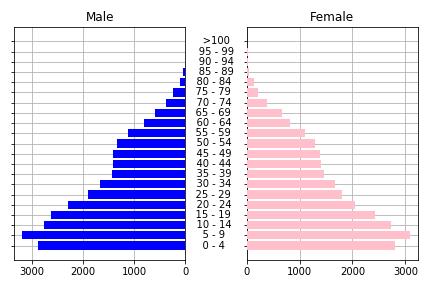 Male
Female
>100
95 - 99
90 - 94
85 - 89
80 - 84
75 - 79
70 - 74
65 - 69
60 - 64
55 - 59
50 - 54
45 - 49
40 - 44
35 - 39
30 - 34
25 - 29
20 - 24
15 - 19
10 - 14
5 - 9
0 - 4
3000 2000 1000 0
0 1000 2000 3000